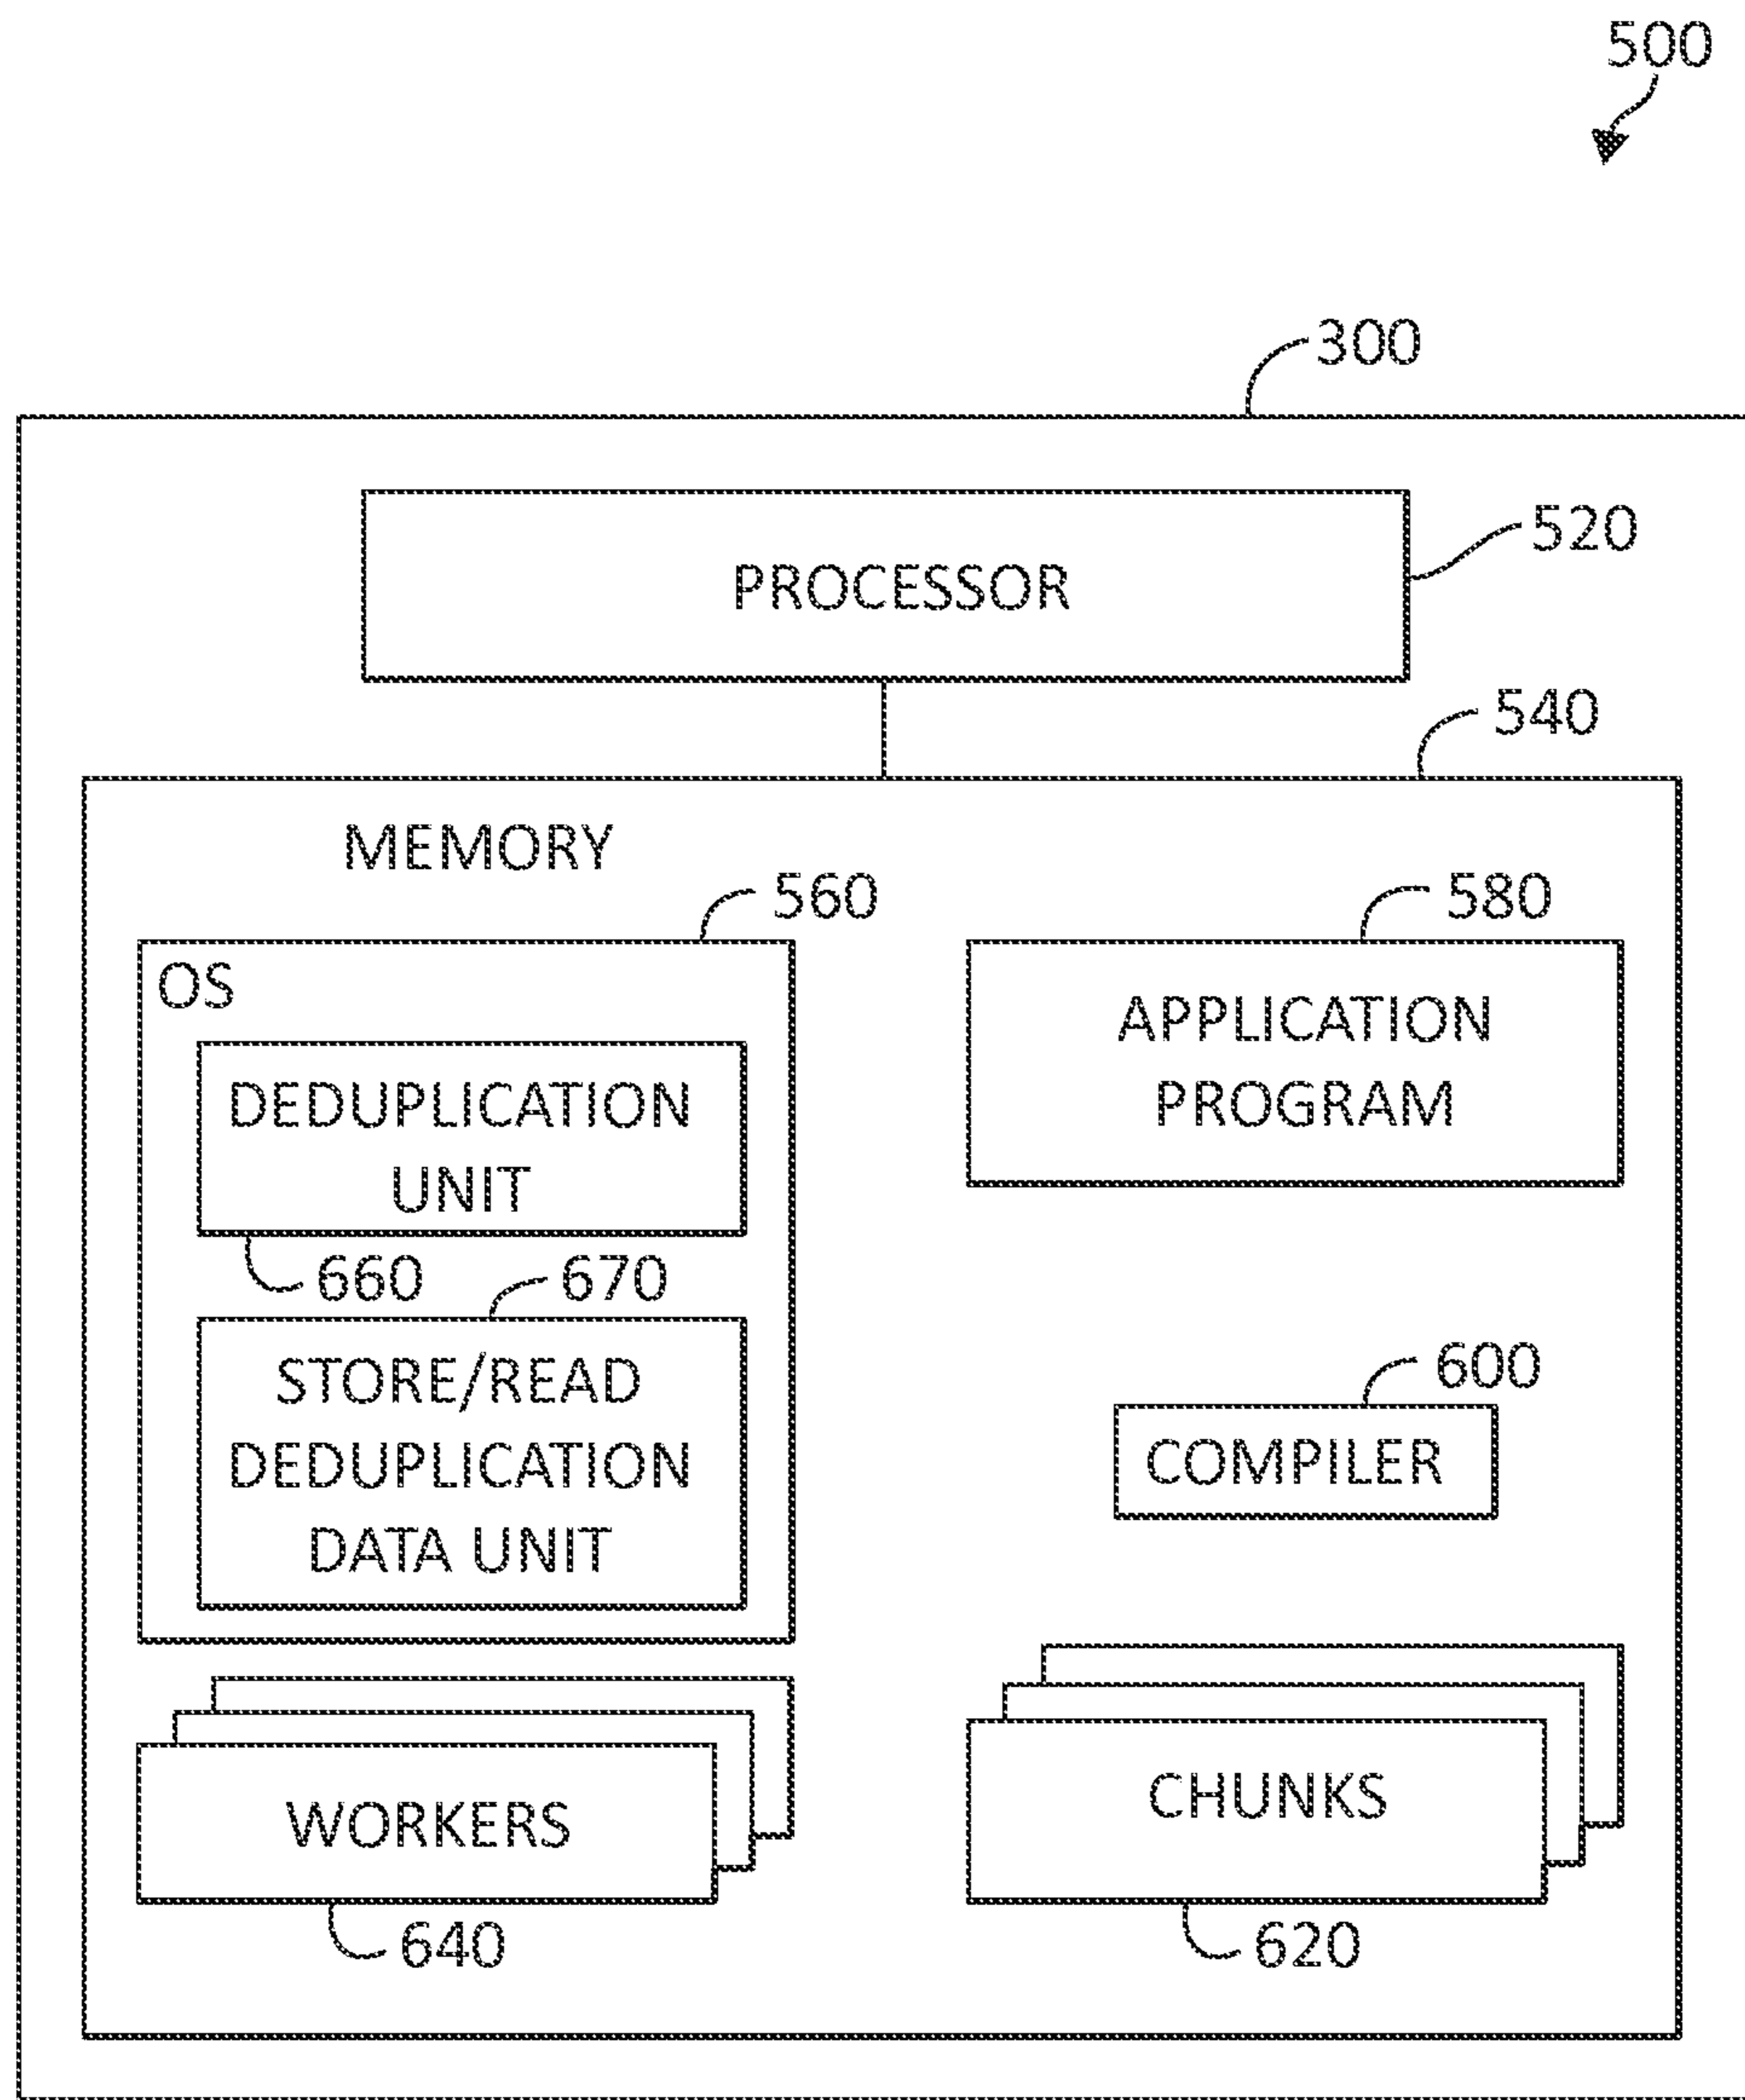 500
300
PROCESSOR
520
540
MEMORY
560
580
OS
APPLICATION
PROGRAM
DEDUPLICATION
UNIT
660
670
STORE/READ
DEDUPLICATION
DATA UNIT
600
COMPILER
WORKERS
CHUNKS
640
620